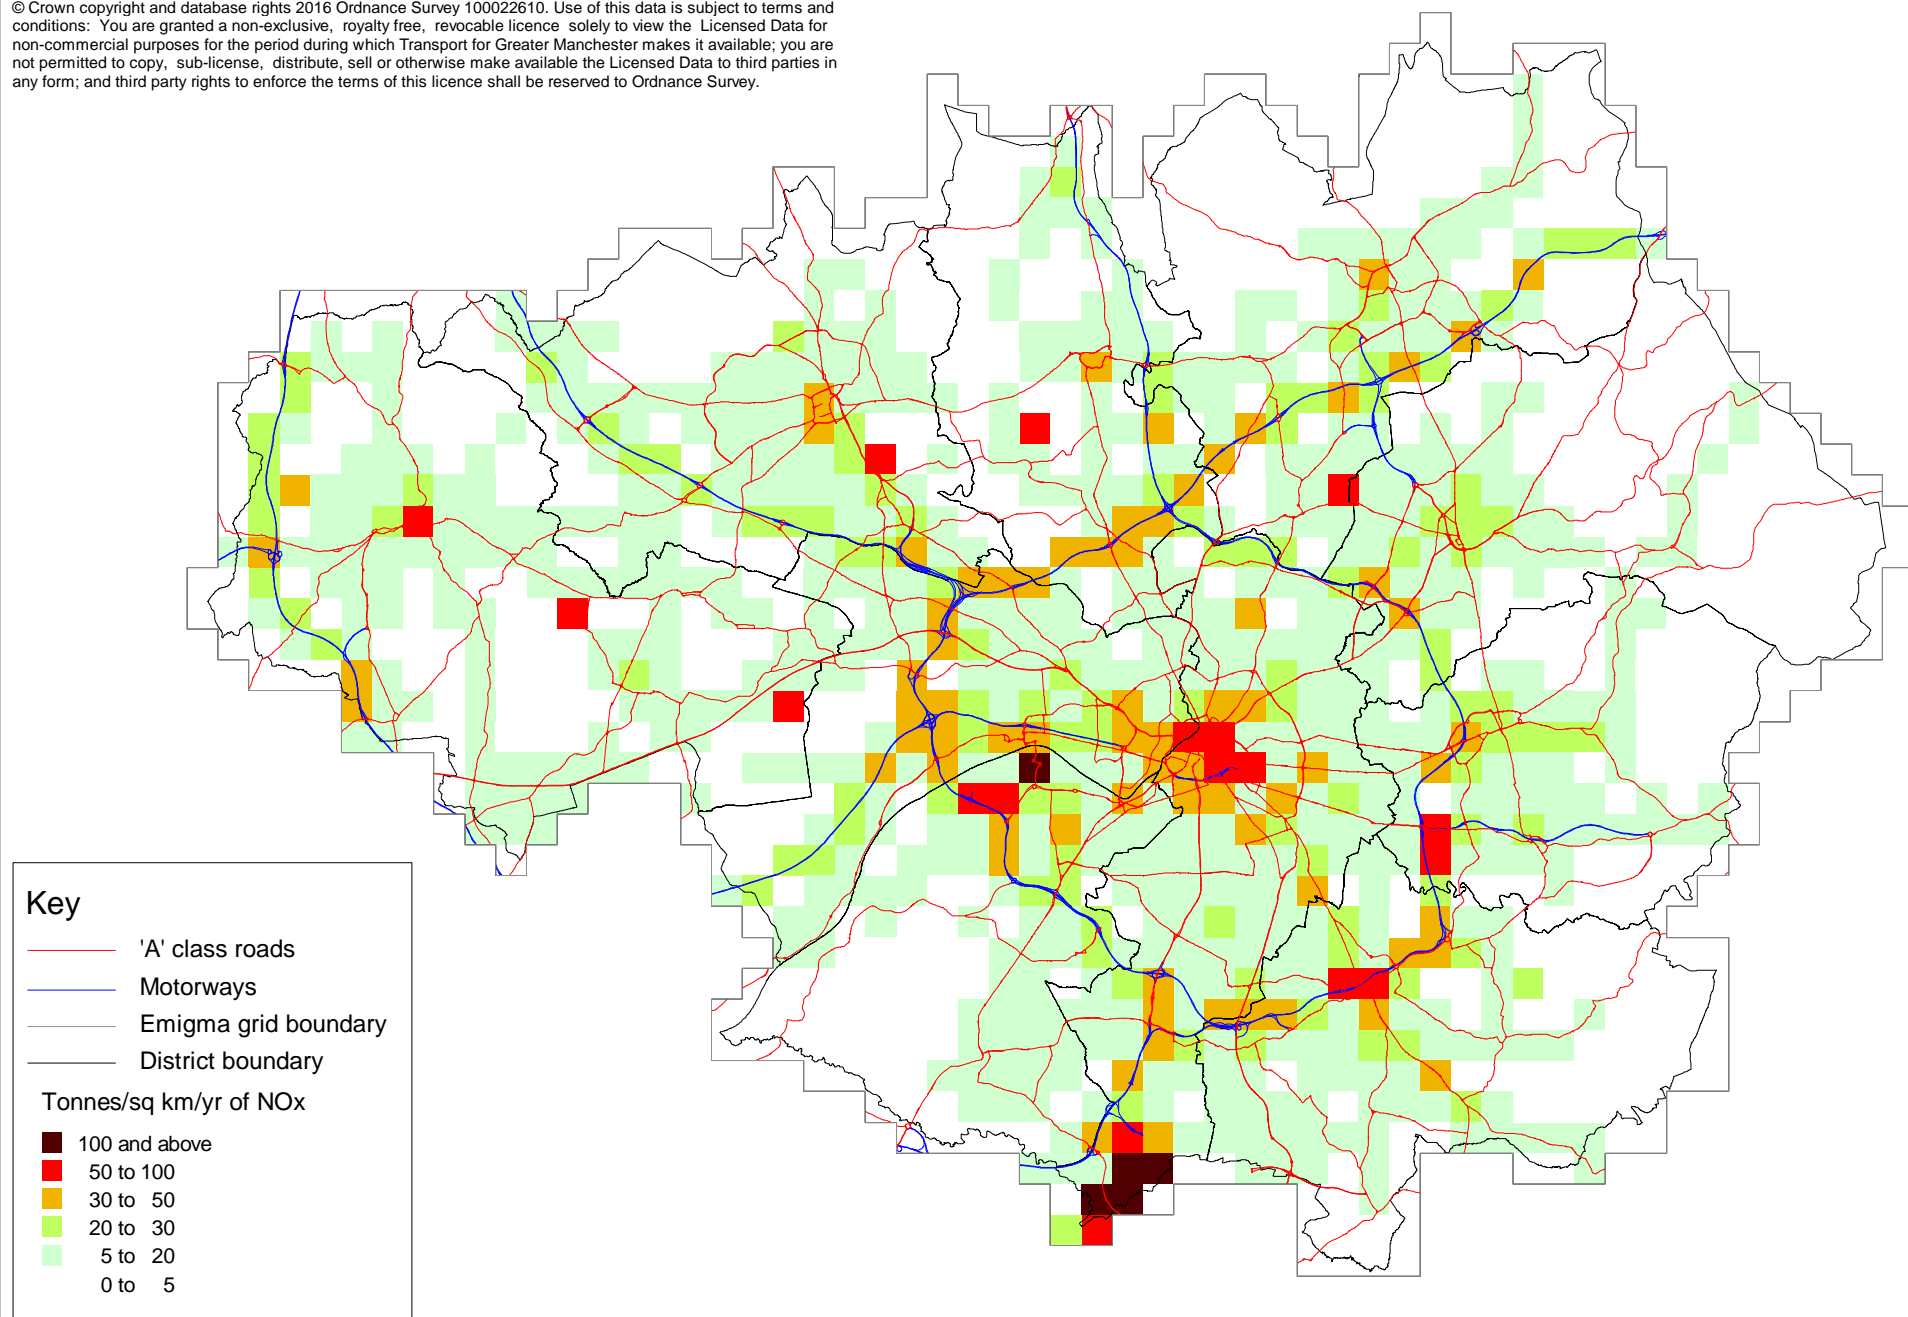 © Crown copyright and database rights 2016 Ordnance Survey 100022610. Use of this data is subject to terms and
conditions: You are granted a non-exclusive, royalty free, revocable licence solely to view the Licensed Data for
non-commercial purposes for the period during which Transport for Greater Manchester makes it available; you are
not permitted to copy, sub-license, distribute, sell or otherwise make available the Licensed Data to third parties in
any form; and third party rights to enforce the terms of this licence shall be reserved to Ordnance Survey.
Key
'A' class roads
Motorways
Emigma grid boundary
District boundary
Tonnes/sq km/yr of NOx
100 and above
50 to 100
30 to 50
20 to 30
5 to 20
0 to 5